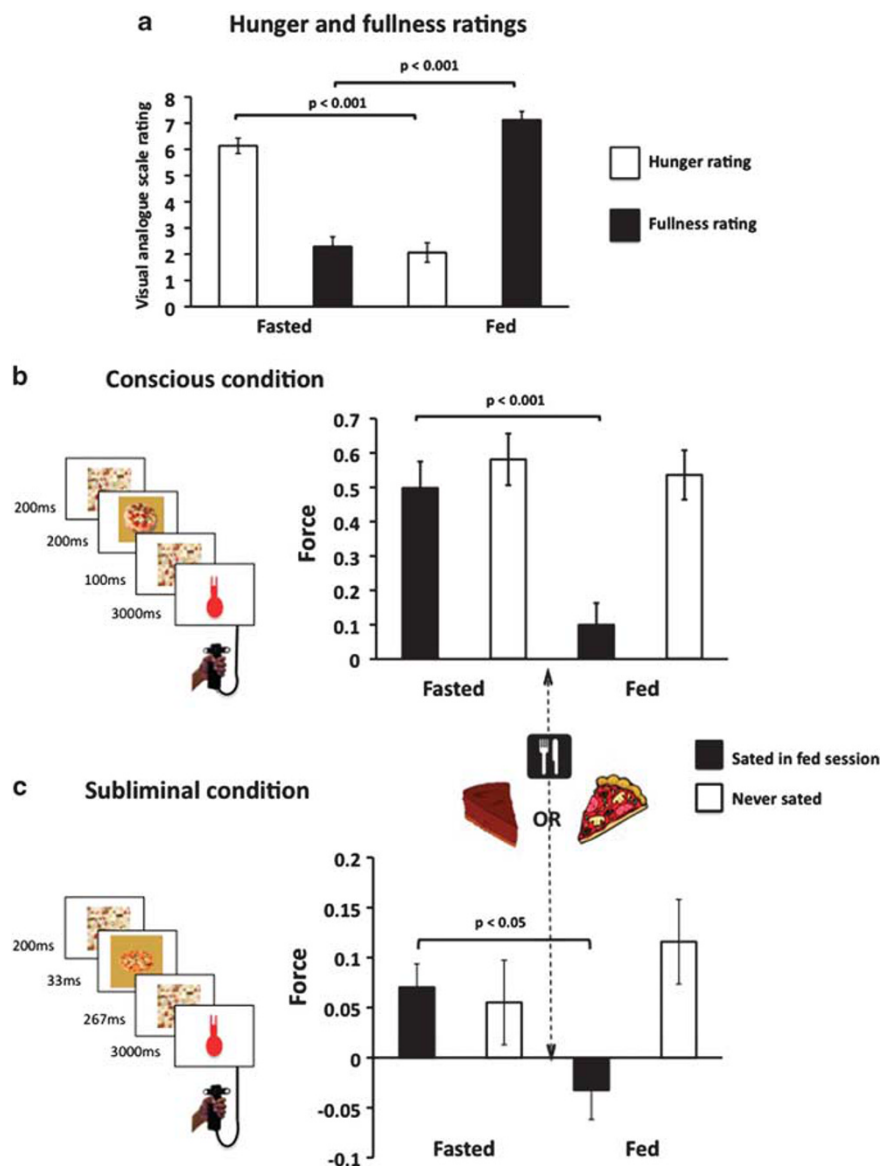 a Hunger and fullness ratings
p < 0.001
p < 0.001
Visual analogue scale rating
8
7
6
5
4
3
2
1
0
Fasted Fed
Hunger rating
Fullness rating
b Conscious condition
200ms
200ms
100ms
3000ms
p < 0.001
Force
0.7
0.6
0.5
0.4
0.3
0.2
0.1
0
Fasted Fed
OR
Sated in fed session
Never sated
c Subliminal condition
200ms
33ms
267ms
3000ms
p < 0.05
Force
0.2
0.15
0.1
0.05
0
-0.05
-0.1
Fasted Fed